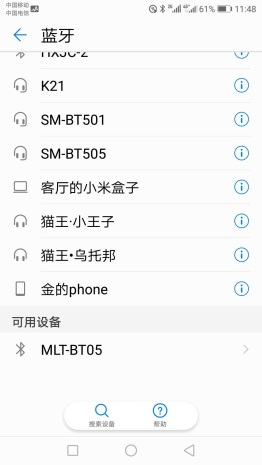 中国移动
中国电信
61% 11:48
蓝牙
HXJC-2
K21
SM-BT501
SM-BT505
客厅的小米盒子
猫王·小王子
猫王•乌托邦
金的phone
可用设备
MLT-BT05
搜索设备 帮助